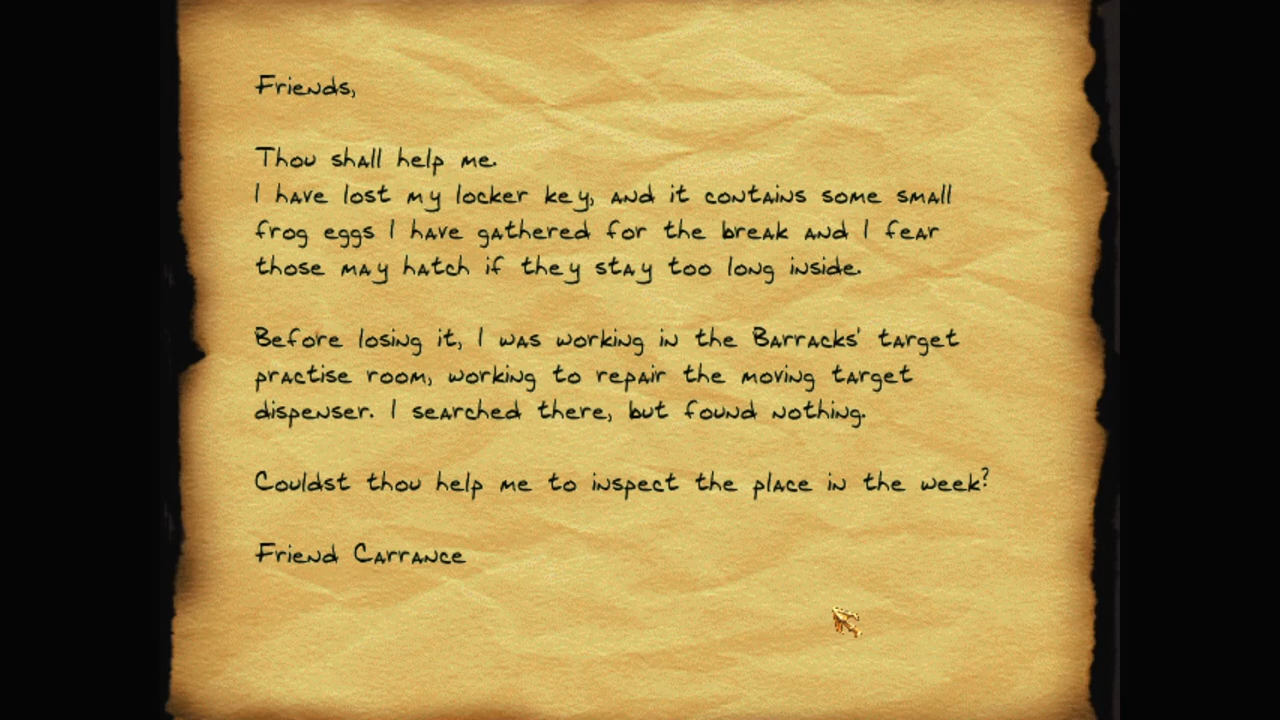 Friends,
Thou shall help me.
I have lost my locker key, and it contains some small
frog eggs I have gathered for the break and I fear
those may hatch if they stay too long inside.
Before losing it, I was working in the Barracks' target
practise room, working to repair the moving target
dispenser. I searched there, but found nothing.
Couldst thou help me to inspect the place in the week?
Friend Carrance